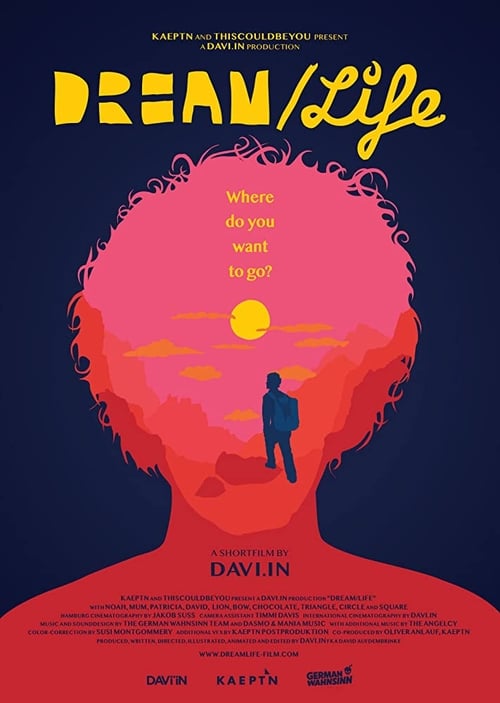 KAEPTN AND THISCOULDBEYOU PRESENT
A DAVI.IN PRODUCTION
DREAM/Life
Where
do you
want
to go?
A SHORTFILM BY
DAVI.IN
KAEPTN AND THISCOULDBEYOU PRESENT A DAVI.IN PRODUCTION "DREAM/LIFE"
WITH NOAH, MUM, PATRICIA, DAVID, LION, BOW, CHOCOLATE, TRIANGLE, CIRCLE AND SQUARE
HAMBURG CINEMATOGRAPHY BY JAKOB SUSS CAMERA ASSISTANT TIMMI DAVIS INTERNATIONAL CINEMATOGRAPHY BY DAVI.IN
MUSIC AND SOUNDDESIGN BY THE GERMAN WAHNSINN TEAM AND DASMO & MANIA MUSIC WITH ADDITIONAL MUSIC BY THE ANGELCY
COLOR-CORRECTION BY SUSI MONTGOMMERY ADDITIONAL VFX BY KAEPTN POSTPRODUKTION CO-PRODUCED BY OLIVER ANLAUF, KAEPTN
PRODUCED, WRITTEN, DIRECTED, ILLUSTRATED, ANIMATED AND EDITED BY DAVI.IN FKA DAVID AUFDEMBRINKE
WWW.DREAMLIFE-FILM.COM
DAVI'IN KAEPTN GERMAN
WAHNSINN